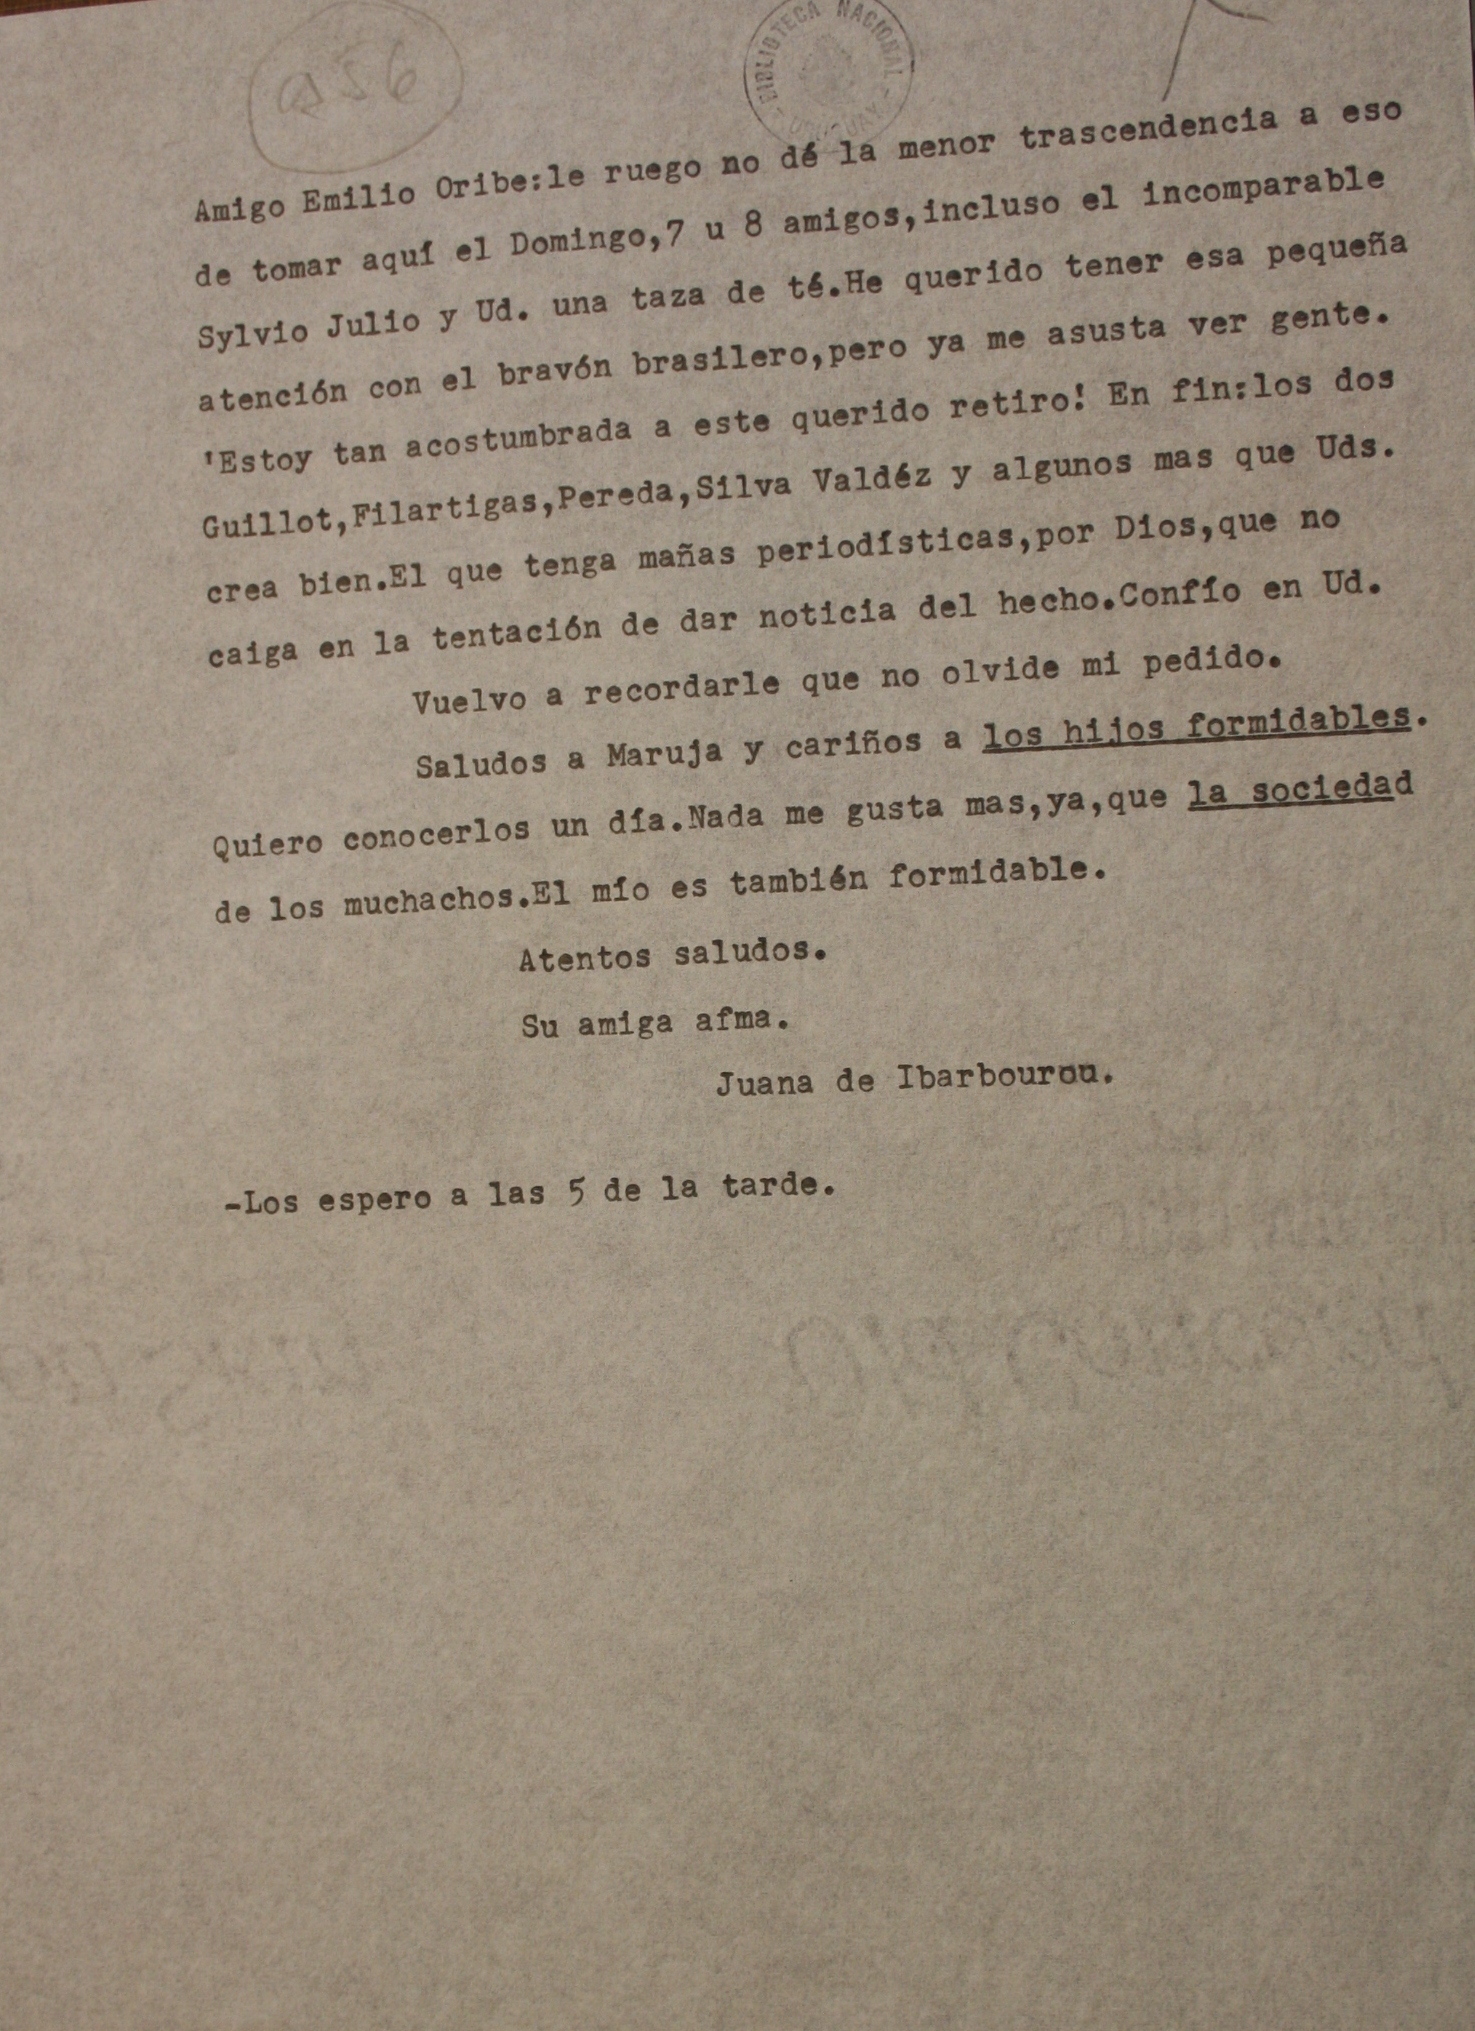 BIBLIOTECA NACIONAL - URUGUAY -
Amigo Emilio Oribe:le ruego no dé la menor trascendencia a eso
de tomar aquí el Domingo,7 u 8 amigos,incluso el incomparable
Sylvio Julio y Ud. una taza de té.He querido tener esa pequeña
atención con el bravón brasilero,pero ya me asusta ver gente.
'Estoy tan acostumbrada a este querido retiro! En fin:los dos
Guillot,Filartigas,Pereda,Silva Valdéz y algunos mas que Uds.
crea bien.El que tenga mañas periodísticas,por Dios,que no
caiga en la tentación de dar noticia del hecho.Confío en Ud.
Vuelvo a recordarle que no olvide mi pedido.
Saludos a Maruja y cariños a los hijos formidables.
Quiero conocerlos un día.Nada me gusta mas,ya,que la sociedad
de los muchachos.El mío es también formidable.
Atentos saludos.
Su amiga afma.
Juana de Ibarbourou.
-Los espero a las 5 de la tarde.